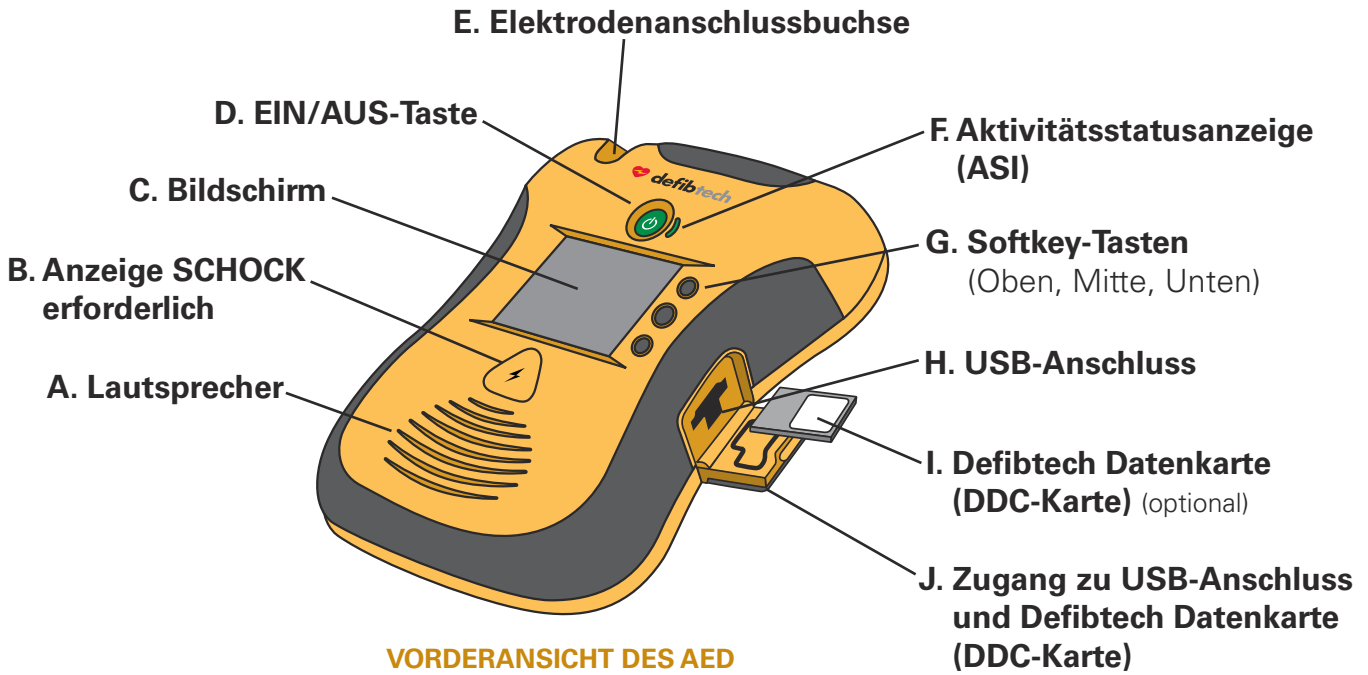 E. Elektrodenanschlussbuchse
D. EIN/AUS-Taste
F. Aktivitätsstatusanzeige
(ASI)
C. Bildschirm
defibtech
G. Softkey-Tasten
(Oben, Mitte, Unten)
B. Anzeige SCHOCK
erforderlich
H. USB-Anschluss
A. Lautsprecher
I. Defibtech Datenkarte
(DDC-Karte) (optional)
J. Zugang zu USB-Anschluss
und Defibtech Datenkarte
(DDC-Karte)
VORDERANSICHT DES AED